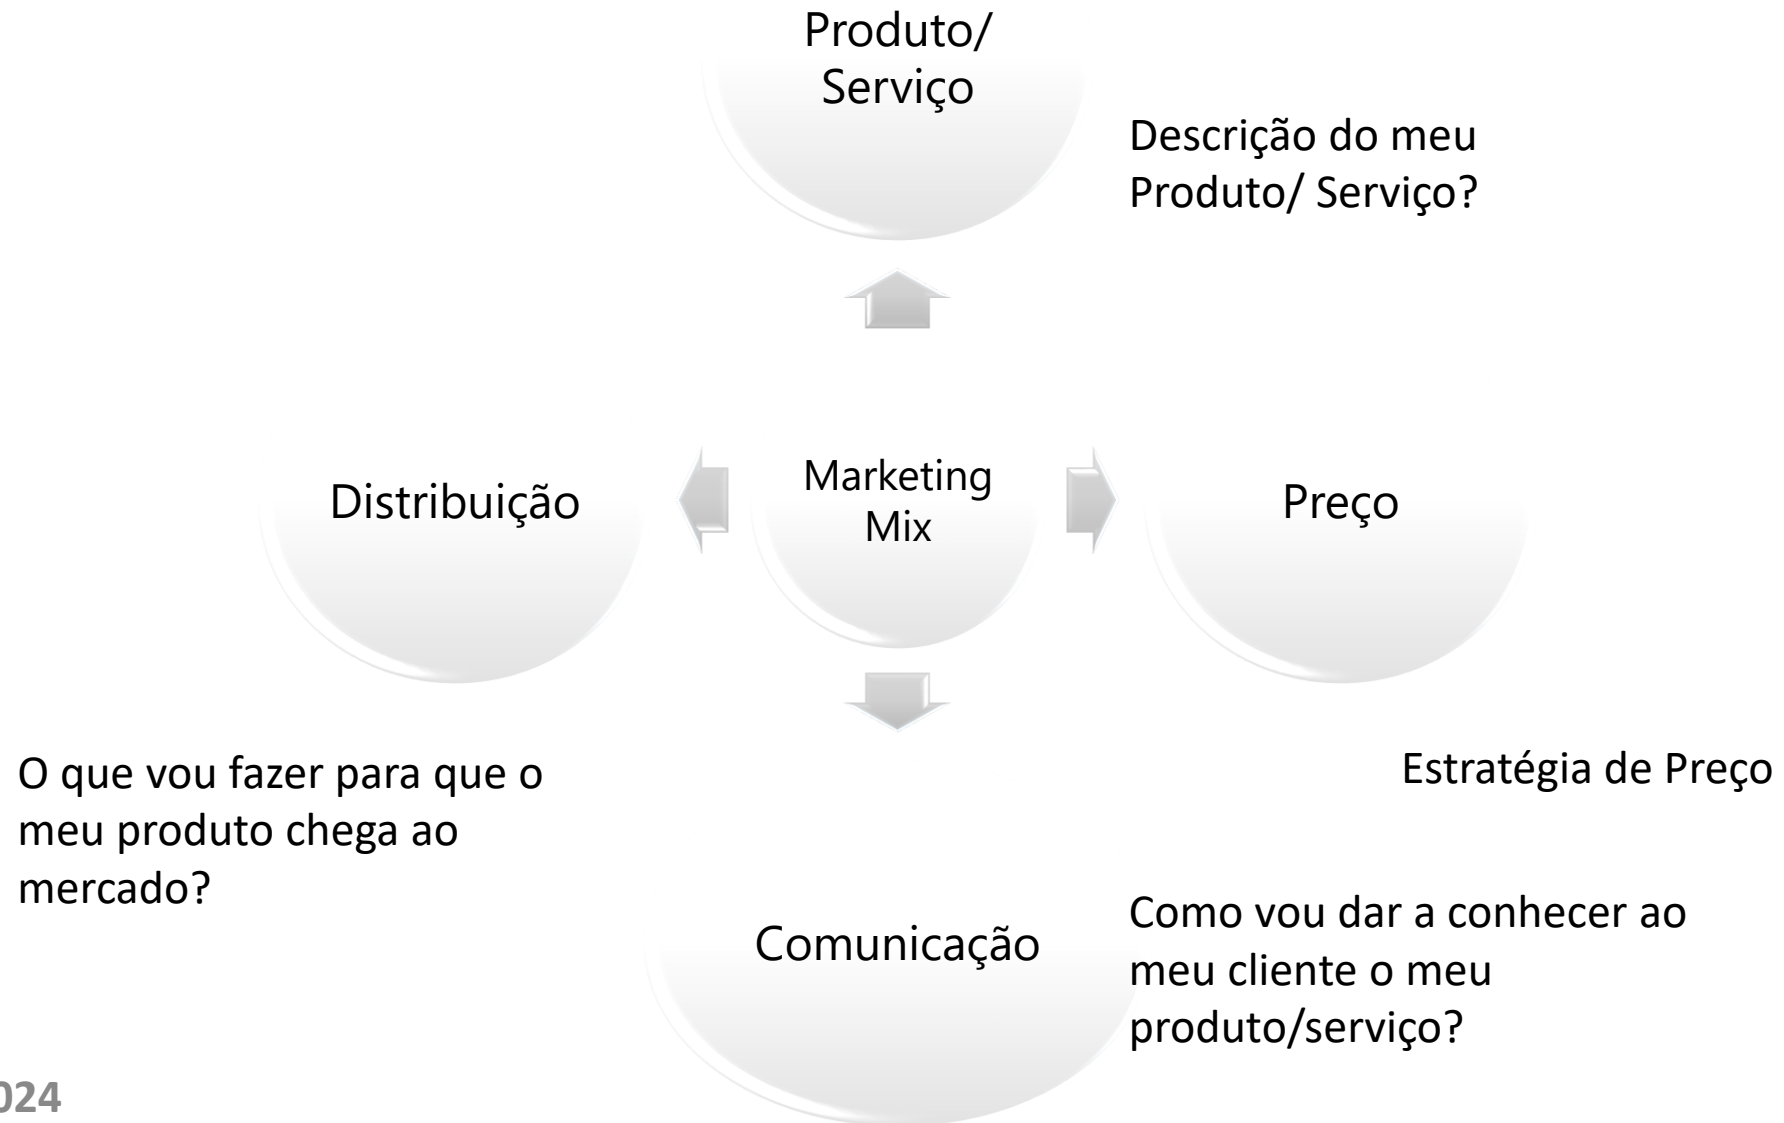 Produto/
Serviço
Descrição do meu
Produto/ Serviço?
Distribuição
Marketing
Mix
Preço
O que vou fazer para que o
meu produto chega ao
mercado?
Estratégia de Preço
Comunicação
Como vou dar a conhecer ao
meu cliente o meu
produto/serviço?
024